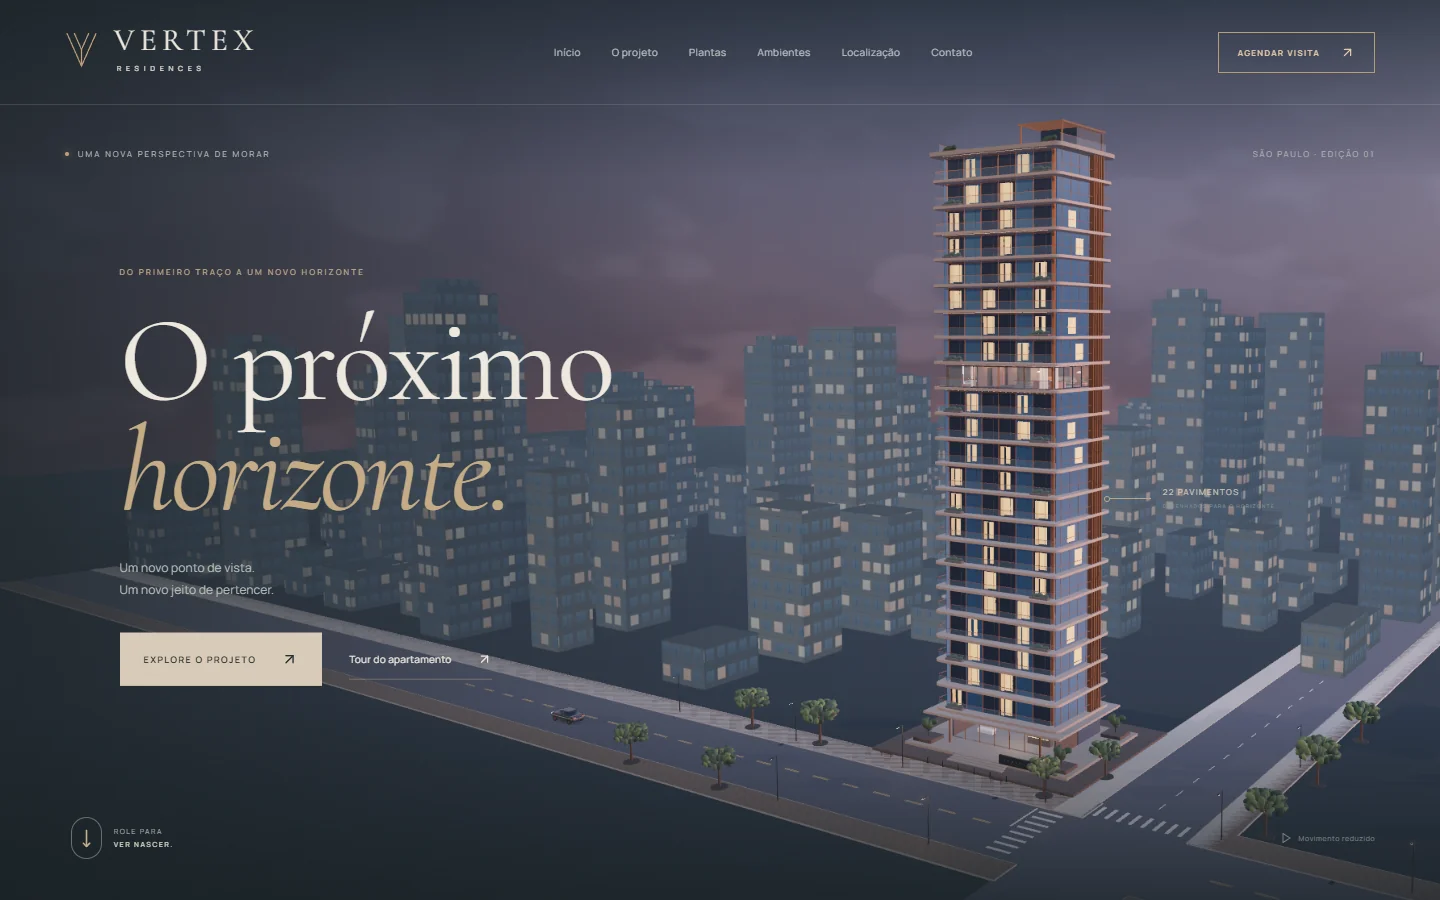 VERTEX
RESIDENCES
Início
O projeto
Plantas
Ambientes
Localização
Contato
AGENDAR VISITA
UMA NOVA PERSPECTIVA DE MORAR
SÃO PAULO · EDIÇÃO 01
DO PRIMEIRO TRAÇO A UM NOVO HORIZONTE
O próximo
horizonte.
22 PAVIMENTOS
PARA O HORIZONTE
Um novo ponto de vista.
Um novo jeito de pertencer.
EXPLORE O PROJETO
Tour do apartamento
ROLE PARA
VER NASCER.
Movimento reduzido